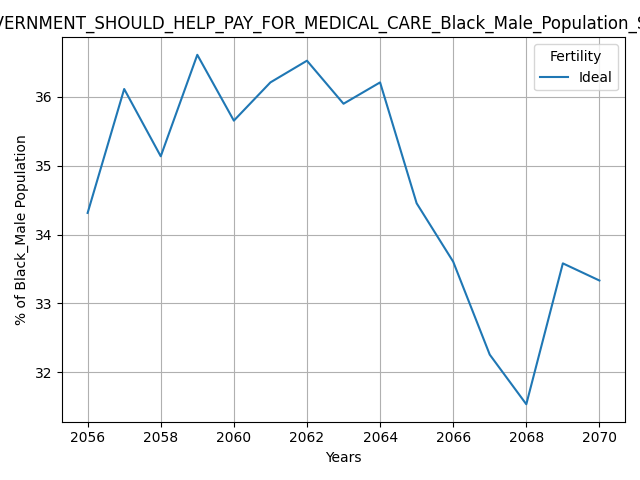 VERNMENT_SHOULD_HELP_PAY_FOR_MEDICAL_CARE_Black_Male_Population_S
Fertility
Ideal
% of Black_Male Population
36
35
34
33
32
2056 2058 2060 2062 2064 2066 2068 2070
Years